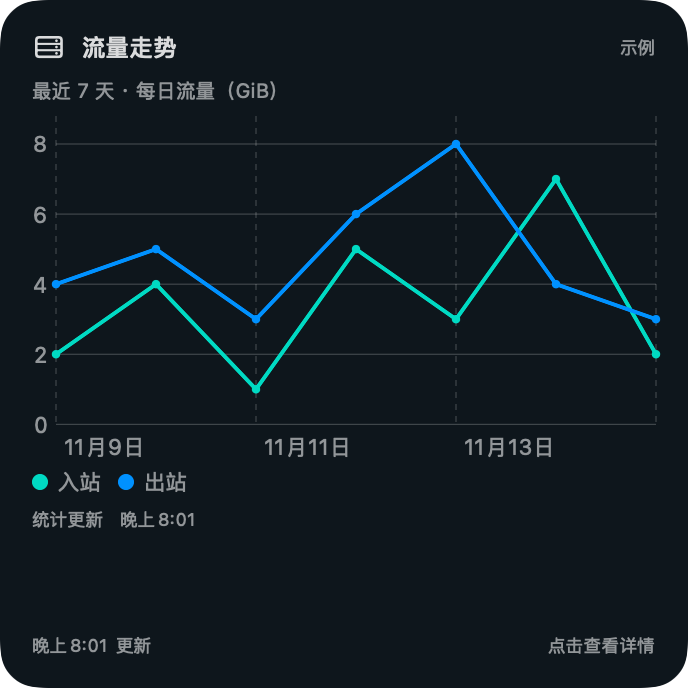 流量走势 示例
最近 7 天 · 每日流量（GiB）
8
6
4
2
0
11月9日 11月11日 11月13日
入站 出站
统计更新 晚上 8:01
晚上 8:01 更新 点击查看详情